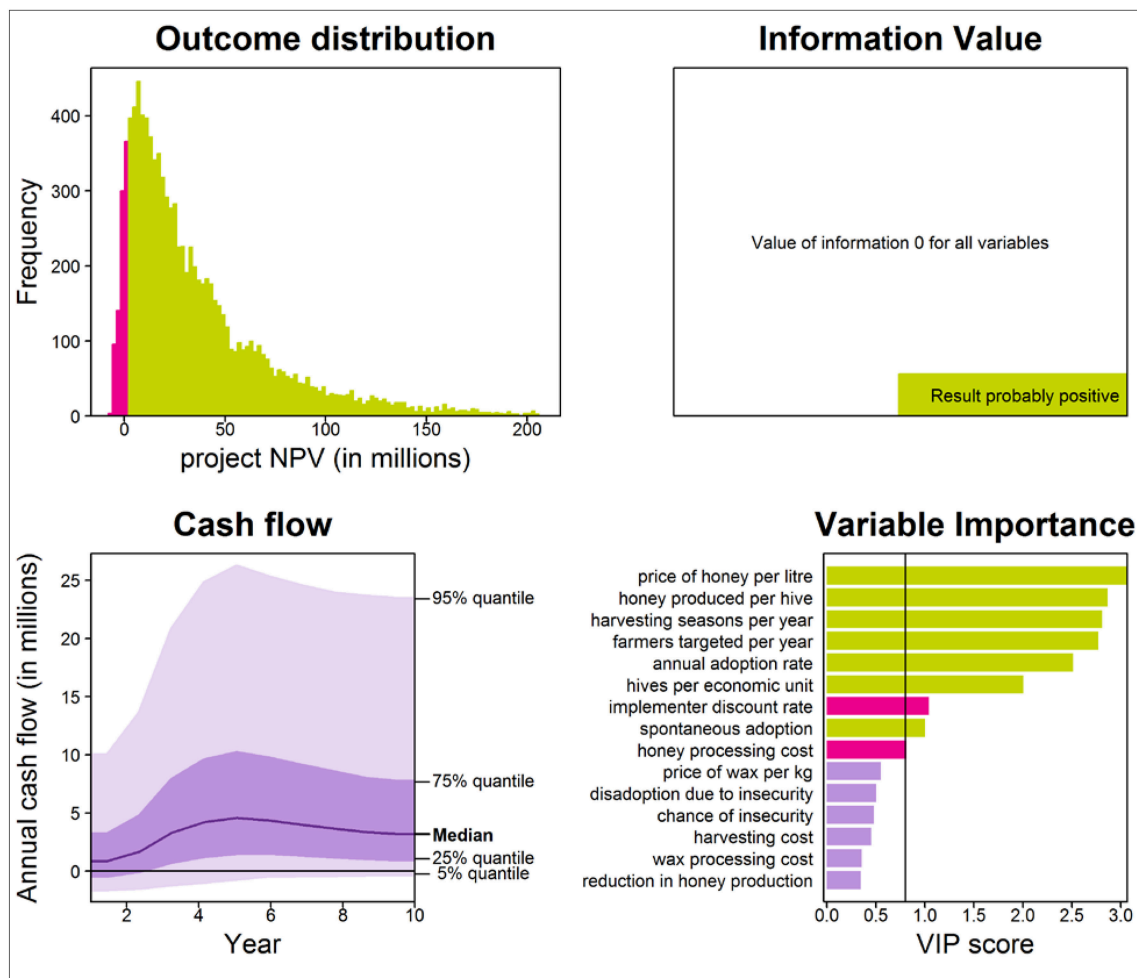 Outcome distribution
Frequency
400
300
200
100
0
0 50 100 150 200
project NPV (in millions)
Information Value
Value of information 0 for all variables
Result probably positive
Cash flow
Annual cash flow (in millions)
25
20
15
10
5
0
95% quantile
75% quantile
Median
25% quantile
5% quantile
2 4 6 8 10
Year
Variable Importance
price of honey per litre
honey produced per hive
harvesting seasons per year
farmers targeted per year
annual adoption rate
hives per economic unit
implementer discount rate
spontaneous adoption
honey processing cost
price of wax per kg
disadoption due to insecurity
chance of insecurity
harvesting cost
wax processing cost
reduction in honey production
0.0 0.5 1.0 1.5 2.0 2.5 3.0
VIP score